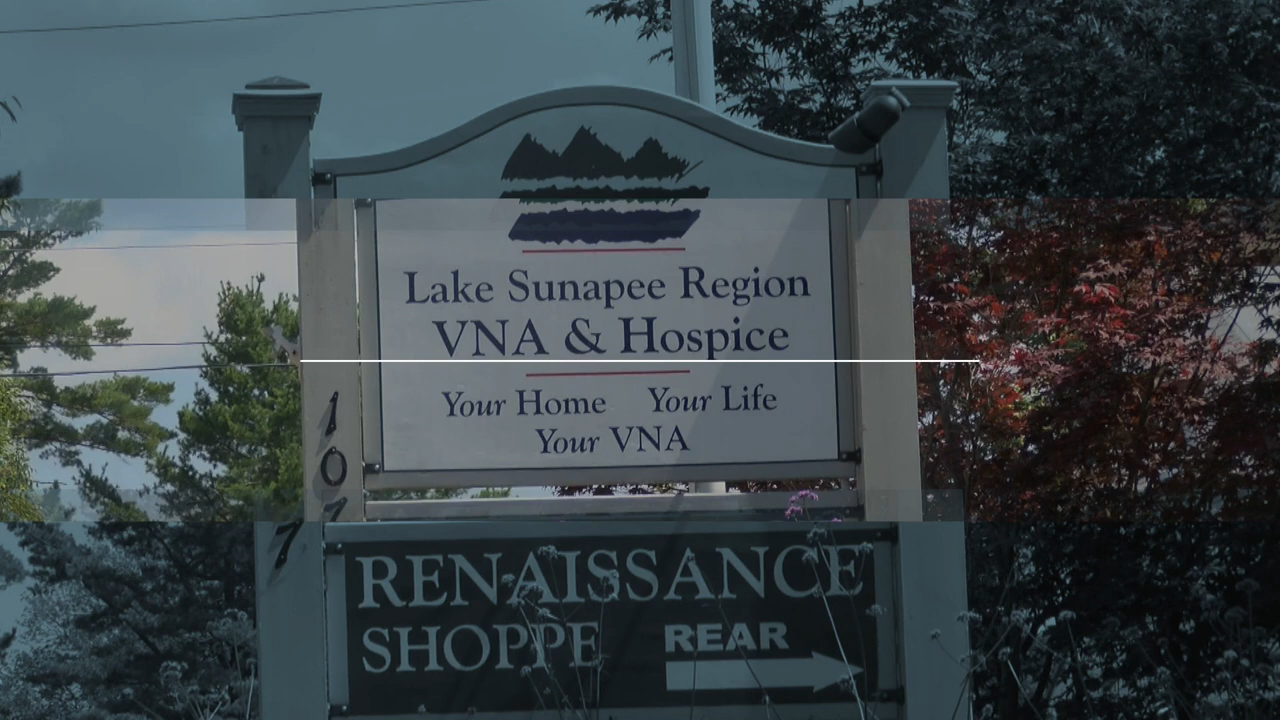 Lake Sunapee Region
VNA & Hospice
Your Home Your Life
Your VNA
107
RENAISSANCE
SHOPPE REAR